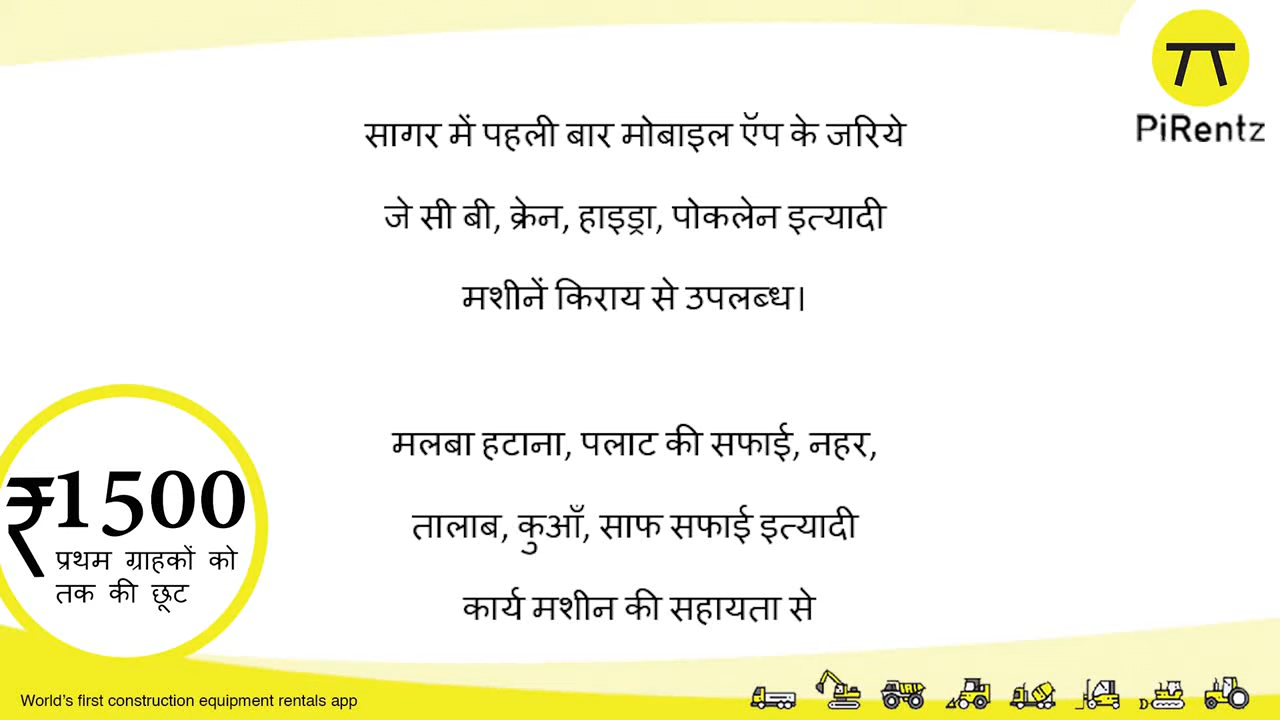 PiRentz
सागर में पहली बार मोबाइल ऍप के जरिये
जे सी बी, क्रेन, हाइड्रा, पोकलेन इत्यादी
मशीनें किराय से उपलब्ध।
मलबा हटाना, पलाट की सफाई, नहर,
तालाब, कुआँ, साफ सफाई इत्यादी
कार्य मशीन की सहायता से
₹1500
प्रथम ग्राहकों को
तक की छूट
World's first construction equipment rentals app